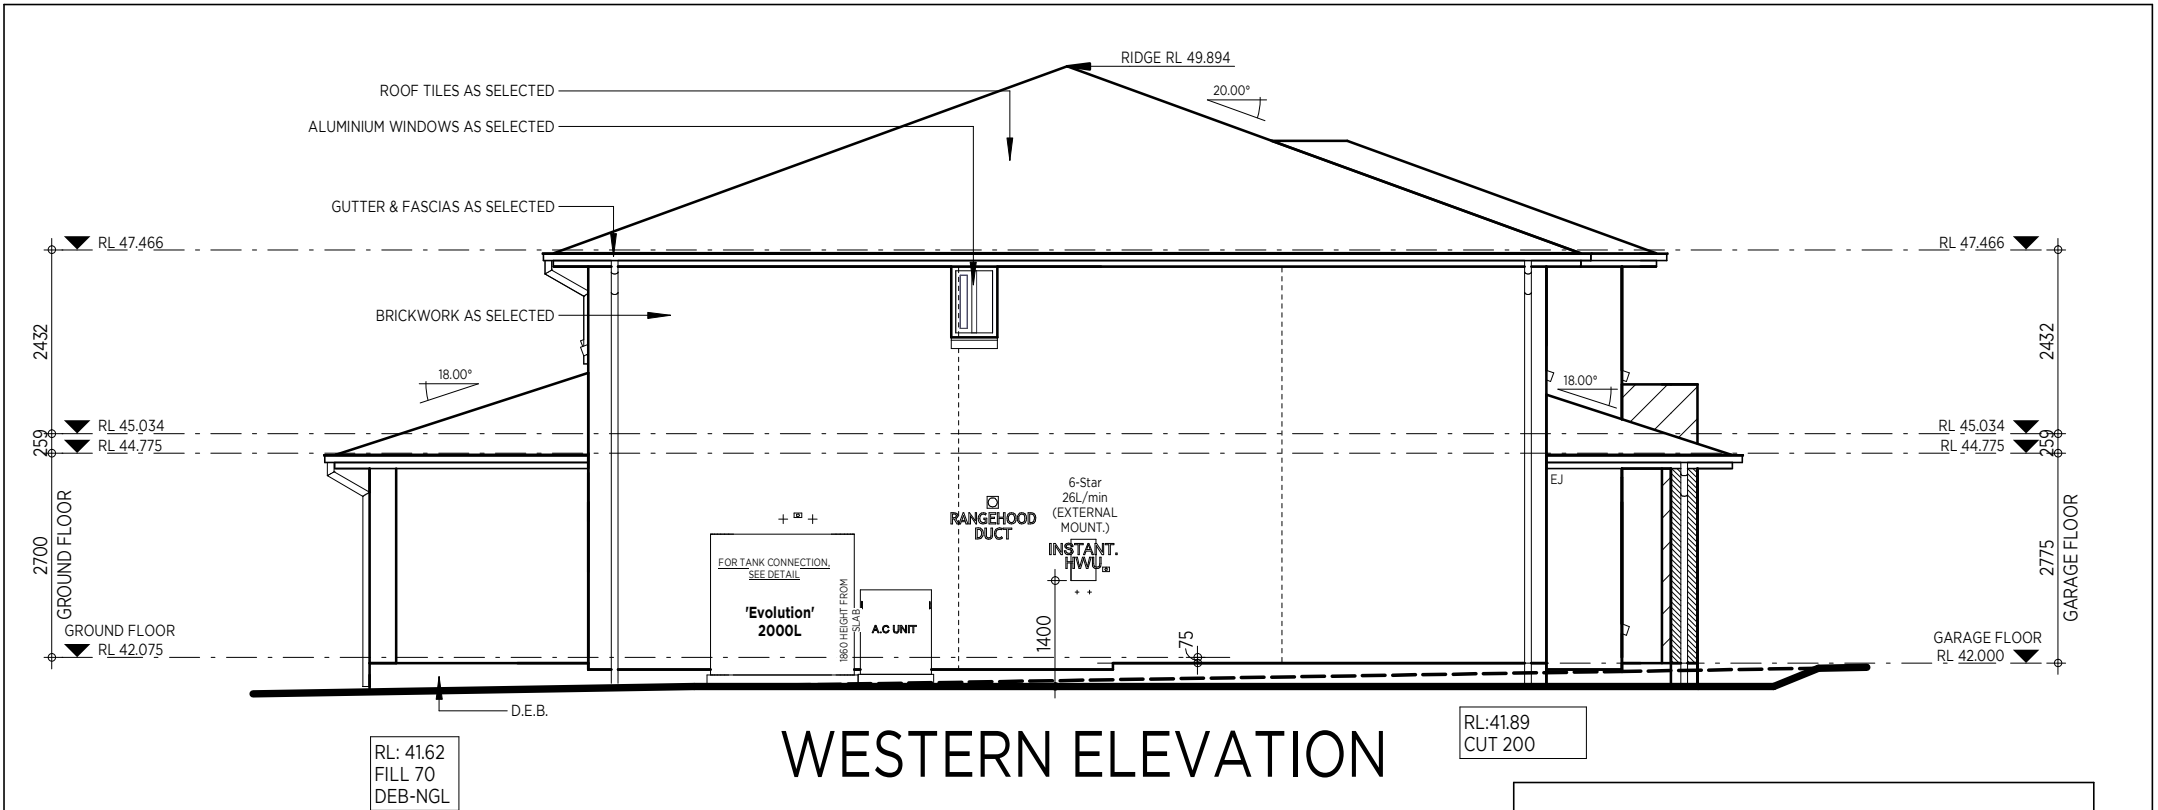 RIDGE RL 49.894
ROOF TILES AS SELECTED
20.00°
ALUMINIUM WINDOWS AS SELECTED
GUTTER & FASCIAS AS SELECTED
RL 47.466
RL 47.466
BRICKWORK AS SELECTED
2432
2432
18.00°
18.00°
RL 45.034
RL 45.034
259
259
RL 44.775
RL 44.775
EJ
6-Star
26L/min
(EXTERNAL
MOUNT.)
RANGEHOOD
DUCT
INSTANT.
HWU
FOR TANK CONNECTION,
SEE DETAIL
'Evolution'
2000L
1860 HEIGHT FROM
SLAB
A.C UNIT
2700
GROUND FLOOR
2775
GARAGE FLOOR
1400
75
GROUND FLOOR
RL 42.075
GARAGE FLOOR
RL 42.000
D.E.B.
RL: 41.62
FILL 70
DEB-NGL
WESTERN ELEVATION
RL:41.89
CUT 200